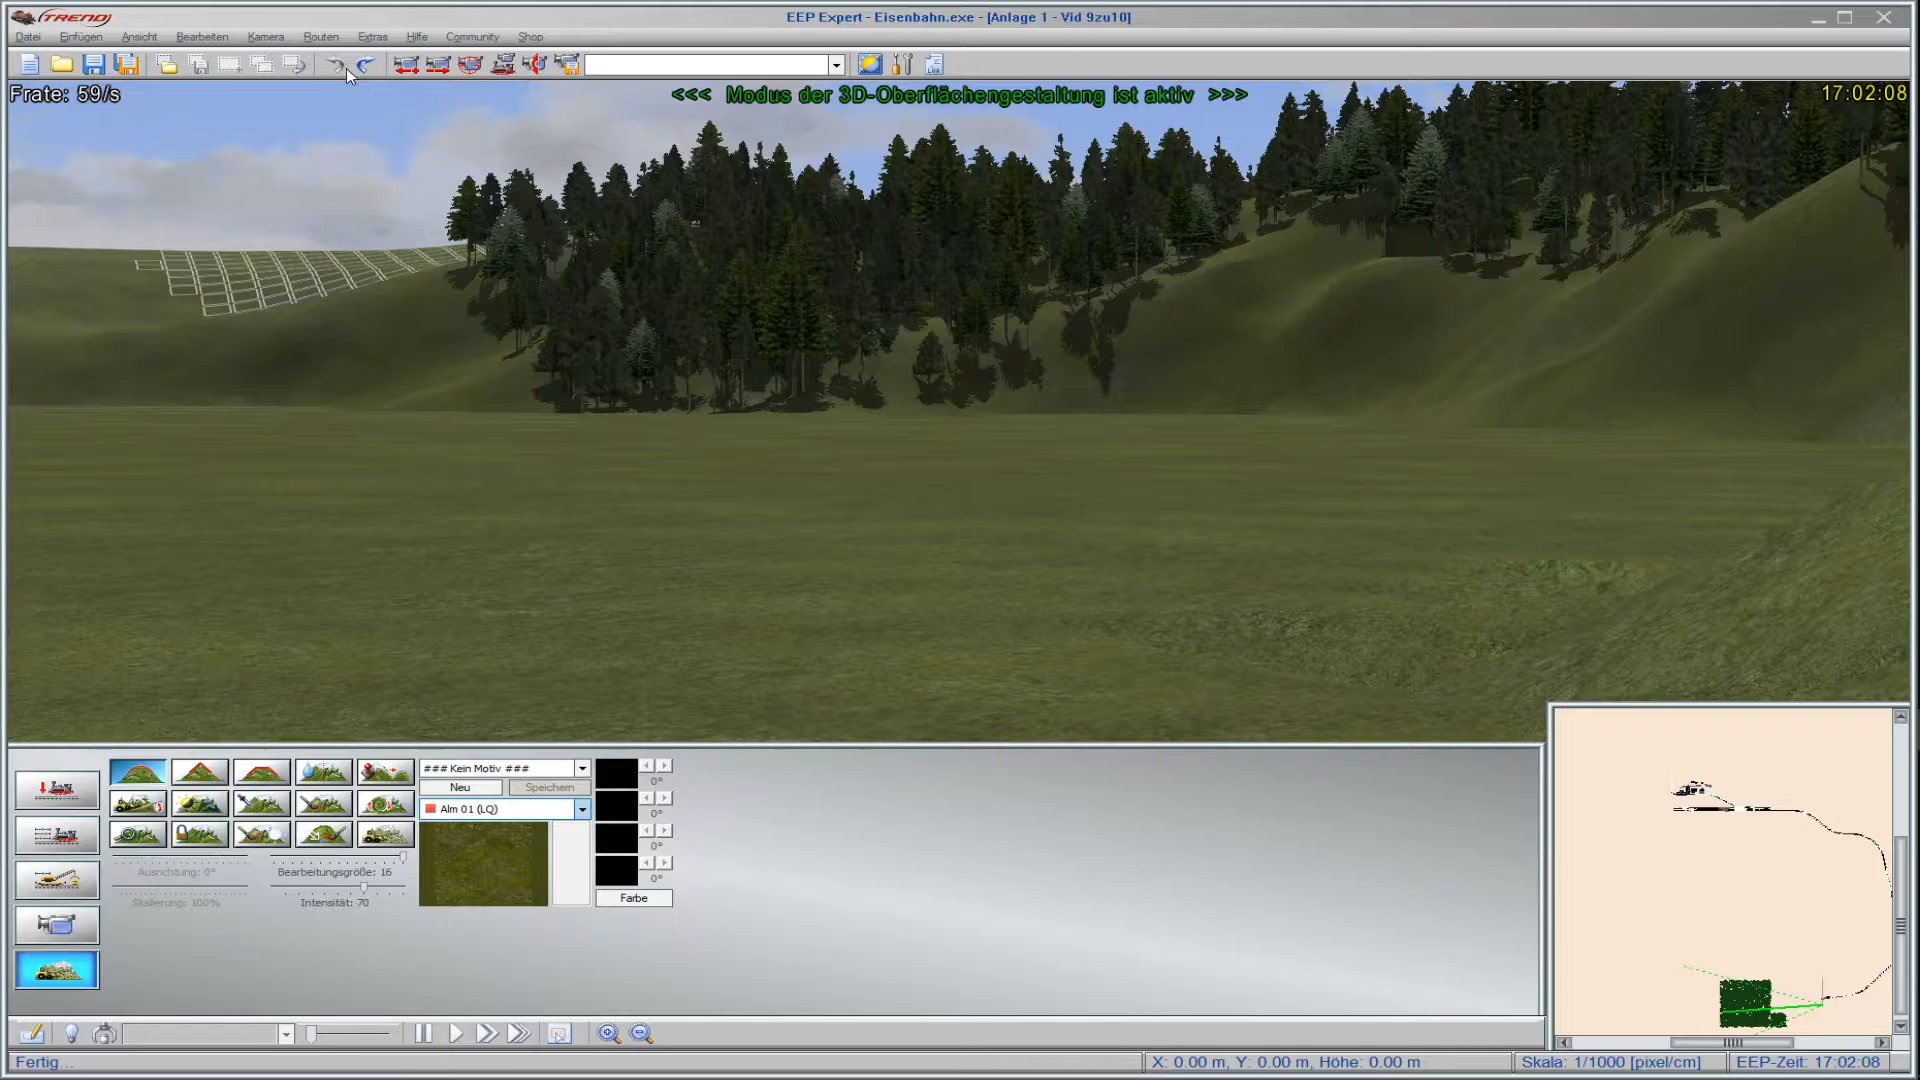 TREND
EEP Expert - Eisenbahn.exe - [Anlage 1 - Vid 9zu10]
Datei Einfügen Ansicht Bearbeiten Kamera Routen Extras Hilfe Community Shop
Frate: 59/s
<<< Modus der 3D-Oberflächengestaltung ist aktiv >>>
17:02:08
### Kein Motiv ###
Neu Speichern
Alm 01 (LQ)
0°
0°
0°
0°
Ausrichtung: 0° Bearbeitungsgröße: 16
Skalierung: 100% Intensität: 70
Farbe
Fertig...
X: 0.00 m, Y: 0.00 m, Höhe: 0.00 m
Skala: 1/1000 [pixel/cm]
EEP-Zeit: 17:02:08